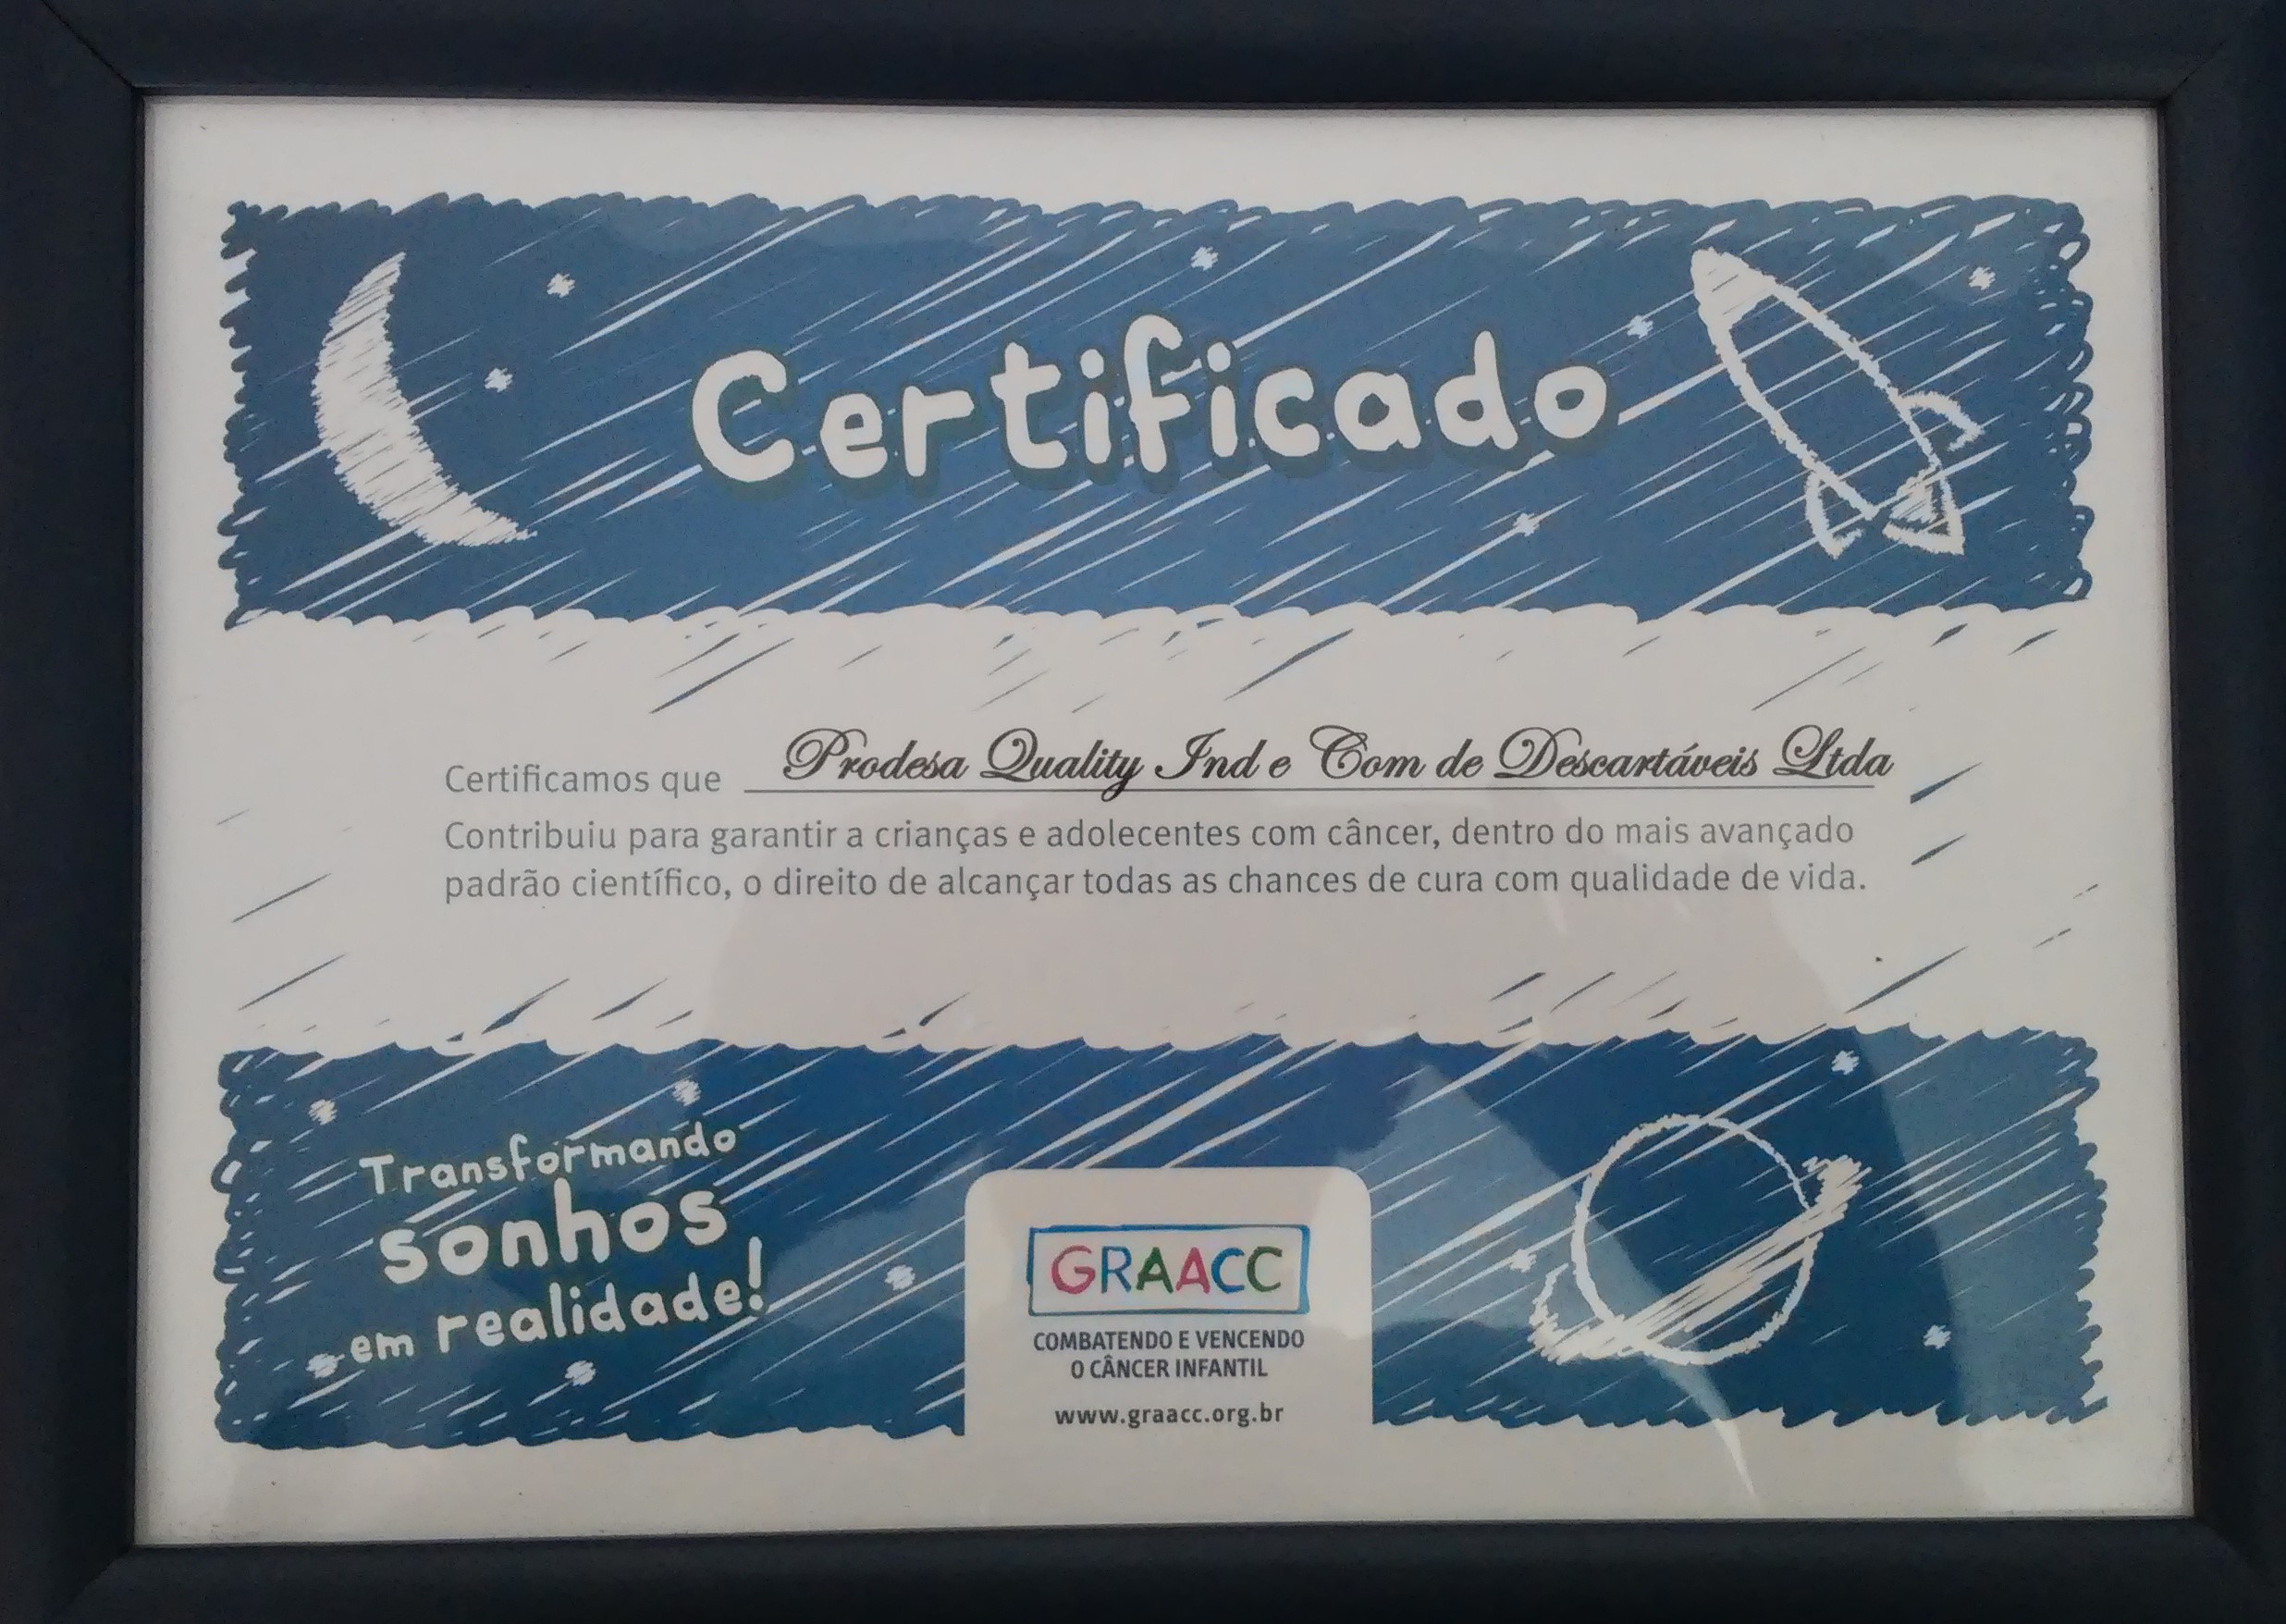 Certificado
Certificamos que Prodesa Quality Ind e Com de Descartáveis Ltda
Contribuiu para garantir a crianças e adolecentes com câncer, dentro do mais avançado
padrão científico, o direito de alcançar todas as chances de cura com qualidade de vida.
Transformando
sonhos
em realidade!
GRAACC
COMBATENDO E VENCENDO
O CÂNCER INFANTIL
www.graacc.org.br